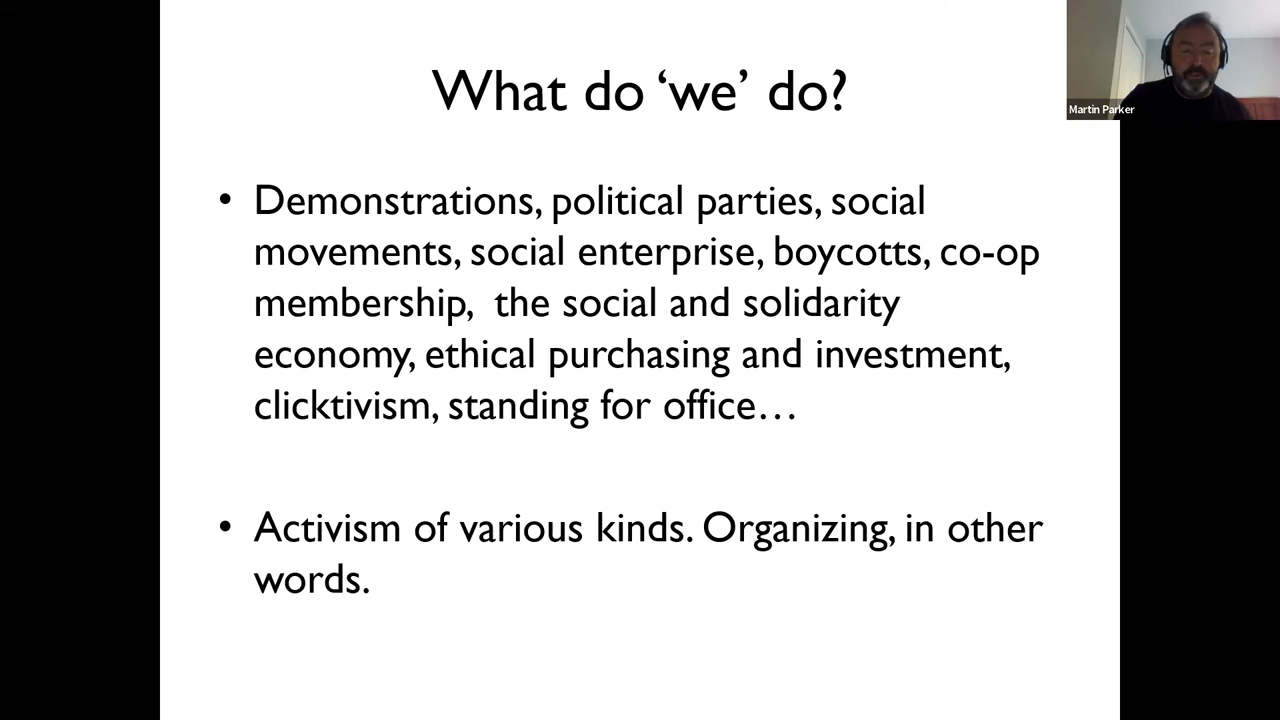 What do ‘we’ do?
Martin Parker
• Demonstrations, political parties, social
movements, social enterprise, boycotts, co-op
membership,  the social and solidarity
economy, ethical purchasing and investment,
clicktivism, standing for office…
• Activism of various kinds. Organizing, in other
words.